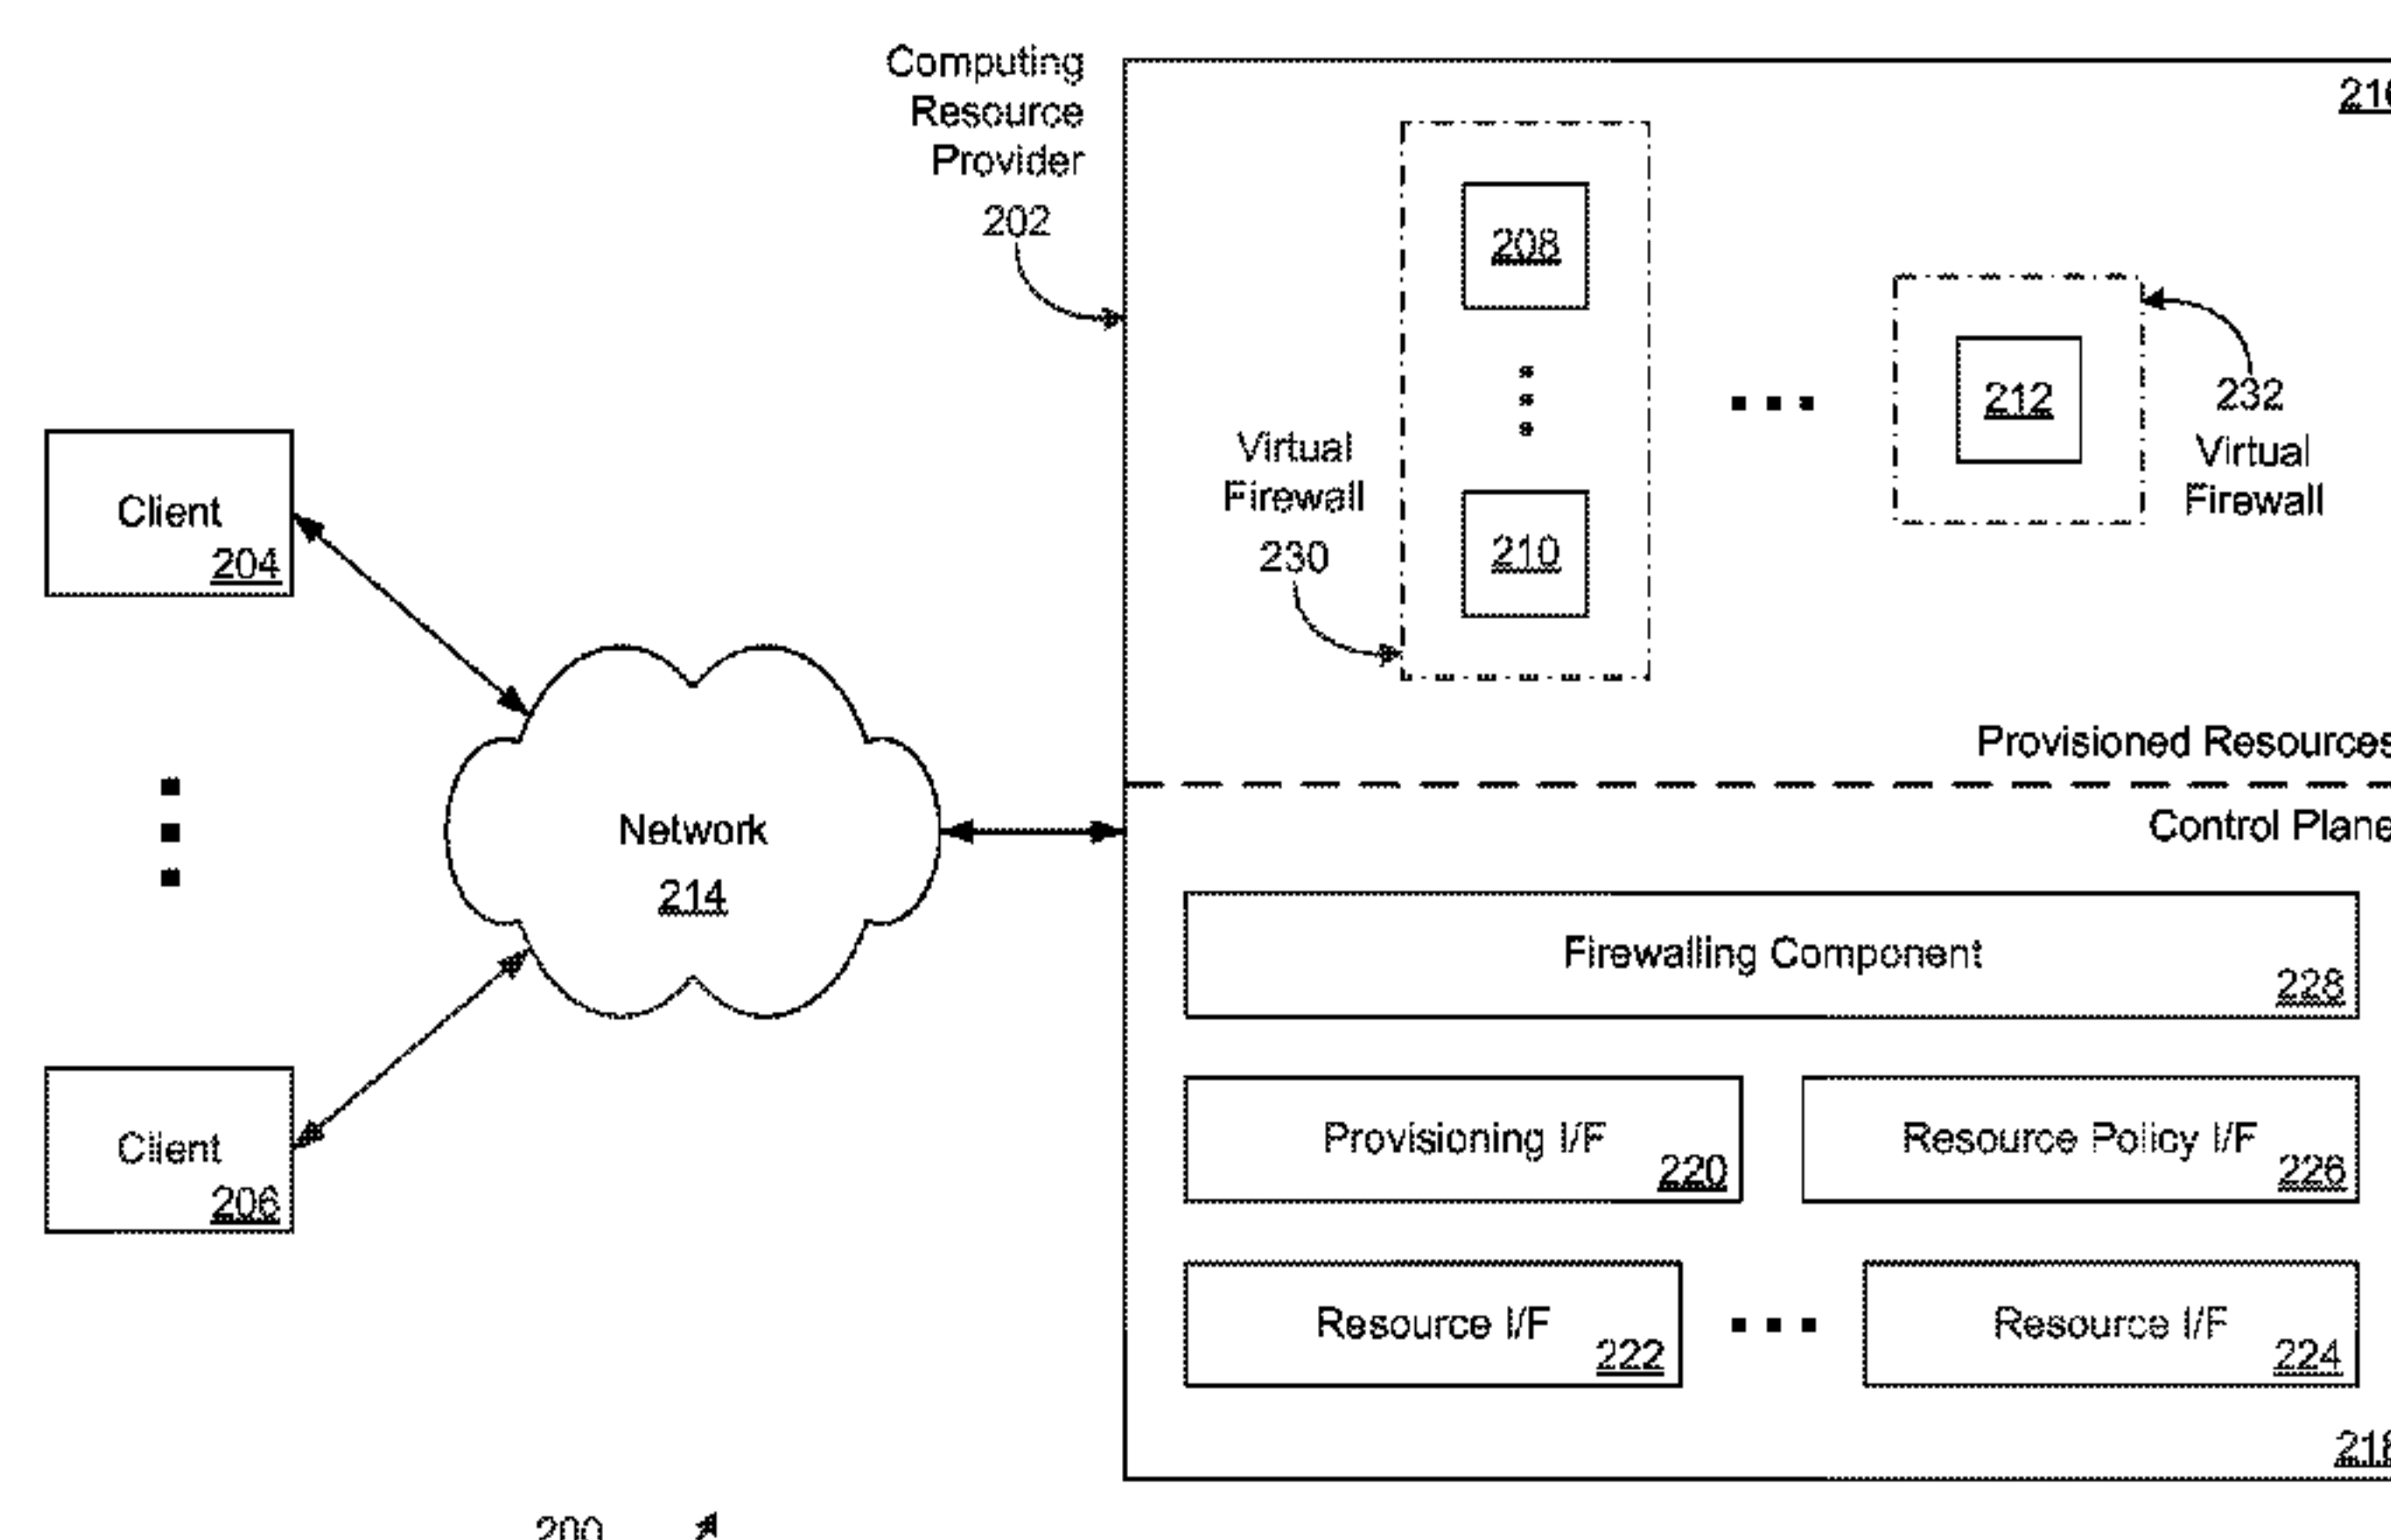 Computing
Resource
Provider
202
216
208
210
Virtual
Firewall
230
212
232
Virtual
Firewall
Client
204
Network
214
Client
206
Provisioned Resources
Control Plane
Firewalling Component
228
Provisioning I/F
220
Resource Policy I/F
226
Resource I/F
222
Resource I/F
224
218
200